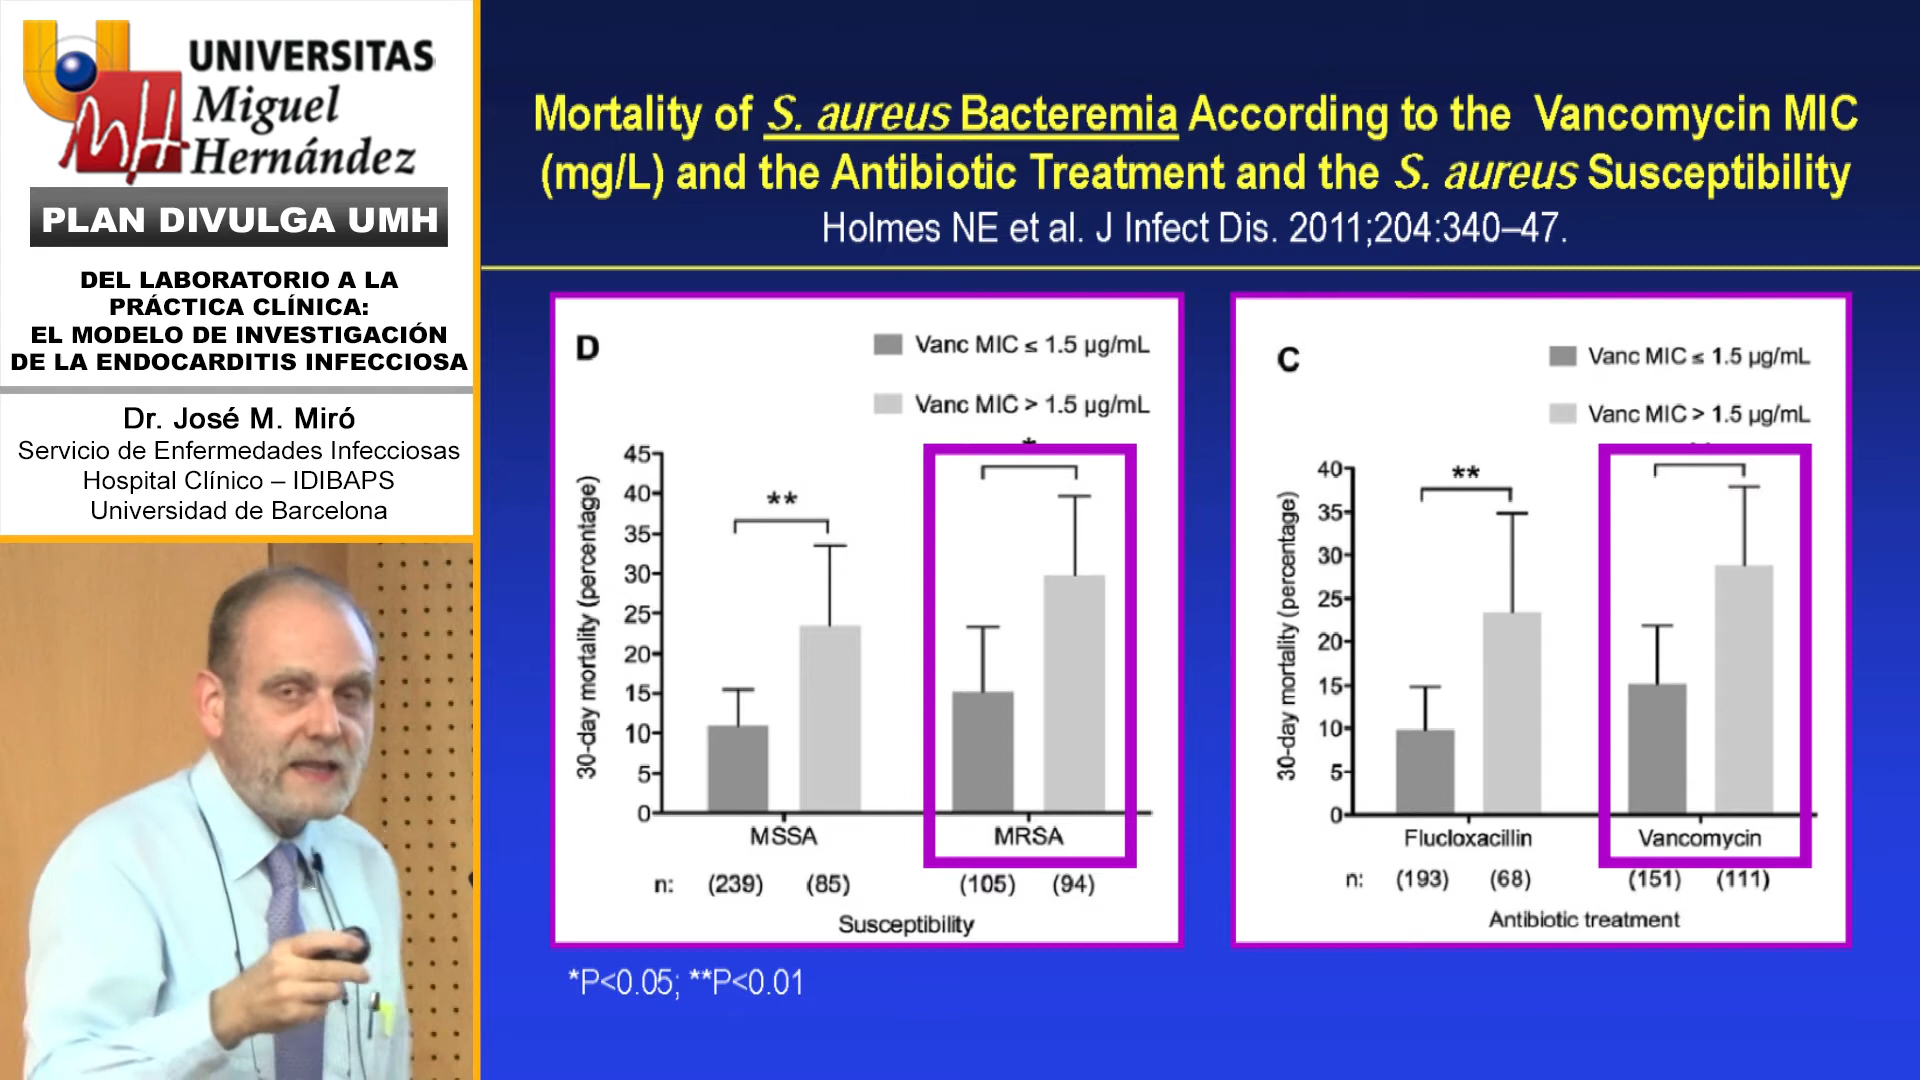 UNIVERSITAS
Miguel
Hernández
PLAN DIVULGA UMH
DEL LABORATORIO A LA
PRÁCTICA CLÍNICA:
EL MODELO DE INVESTIGACIÓN
DE LA ENDOCARDITIS INFECCIOSA
Dr. José M. Miró
Servicio de Enfermedades Infecciosas
Hospital Clínico – IDIBAPS
Universidad de Barcelona
Mortality of S. aureus Bacteremia According to the Vancomycin MIC
(mg/L) and the Antibiotic Treatment and the S. aureus Susceptibility
Holmes NE et al. J Infect Dis. 2011;204:340–47.
D
Vanc MIC ≤ 1.5 µg/mL
Vanc MIC > 1.5 µg/mL
30-day mortality (percentage)
45
40
35
30
25
20
15
10
5
0
**
*
MSSA MRSA
n: (239) (85) (105) (94)
Susceptibility
C
Vanc MIC ≤ 1.5 µg/mL
Vanc MIC > 1.5 µg/mL
30-day mortality (percentage)
40
35
30
25
20
15
10
5
0
**
Flucloxacillin Vancomycin
n: (193) (68) (151) (111)
Antibiotic treatment
*P<0.05; **P<0.01